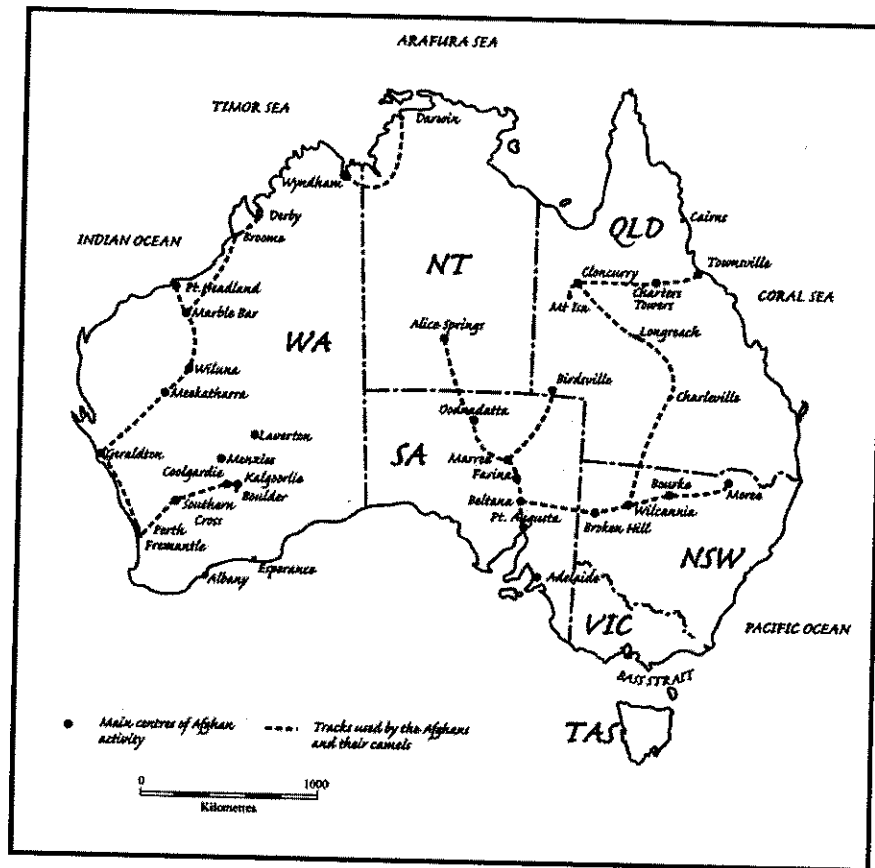 ARAFURA SEA
TIMOR SEA
Darwin
Wyndham
Derby
Broome
INDIAN OCEAN
QLD
Cairns
NT
Townsville
Cloncurry
Charters
Towers
CORAL SEA
Pt. Headland
Mt Isa
Marble Bar
Alice Springs
Longreach
WA
Wiluna
Birdsville
Meekatharra
Charleville
Oodnadatta
Laverton
SA
Geraldton
Menzies
Marree
Coolgardie
Kalgoorlie
Farina
Bourke
Boulder
Beltana
Moree
Southern
Cross
Wilcannia
Pt. Augusta
Broken Hill
Perth
Fremantle
NSW
Esperance
Albany
Adelaide
VIC
PACIFIC OCEAN
BASS STRAIT
TAS
Main centres of Afghan
activity
Tracks used by the Afghans
and their camels
0 1000
Kilometres